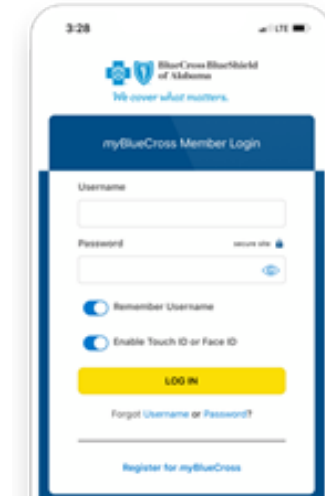 3:28
LTE
BlueCross BlueShield
of Alabama
We cover what matters.
myBlueCross Member Login
Username
Password secure site
Remember Username
Enable Touch ID or Face ID
LOG IN
Forgot Username or Password?
Register for myBlueCross